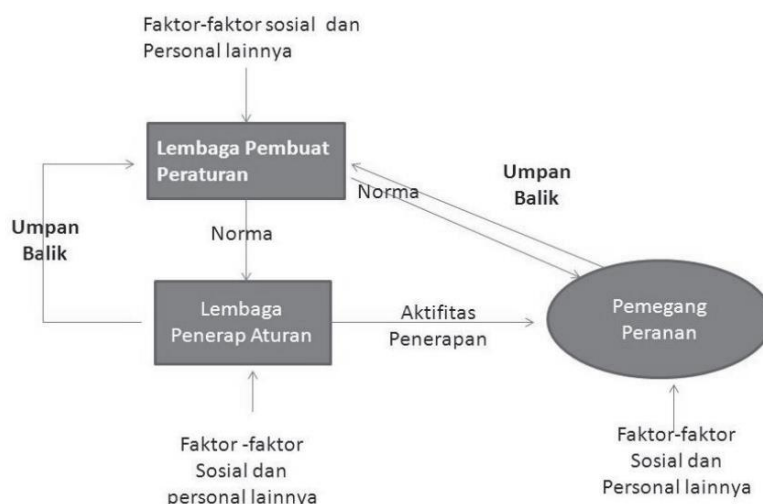 Faktor-faktor sosial dan
Personal lainnya
Lembaga Pembuat
Peraturan
Umpan
Balik
Norma
Umpan
Balik
Norma
Lembaga
Penerap Aturan
Aktifitas
Penerapan
Pemegang
Peranan
Faktor -faktor
Sosial dan
personal lainnya
Faktor-faktor
Sosial dan
Personal lainnya